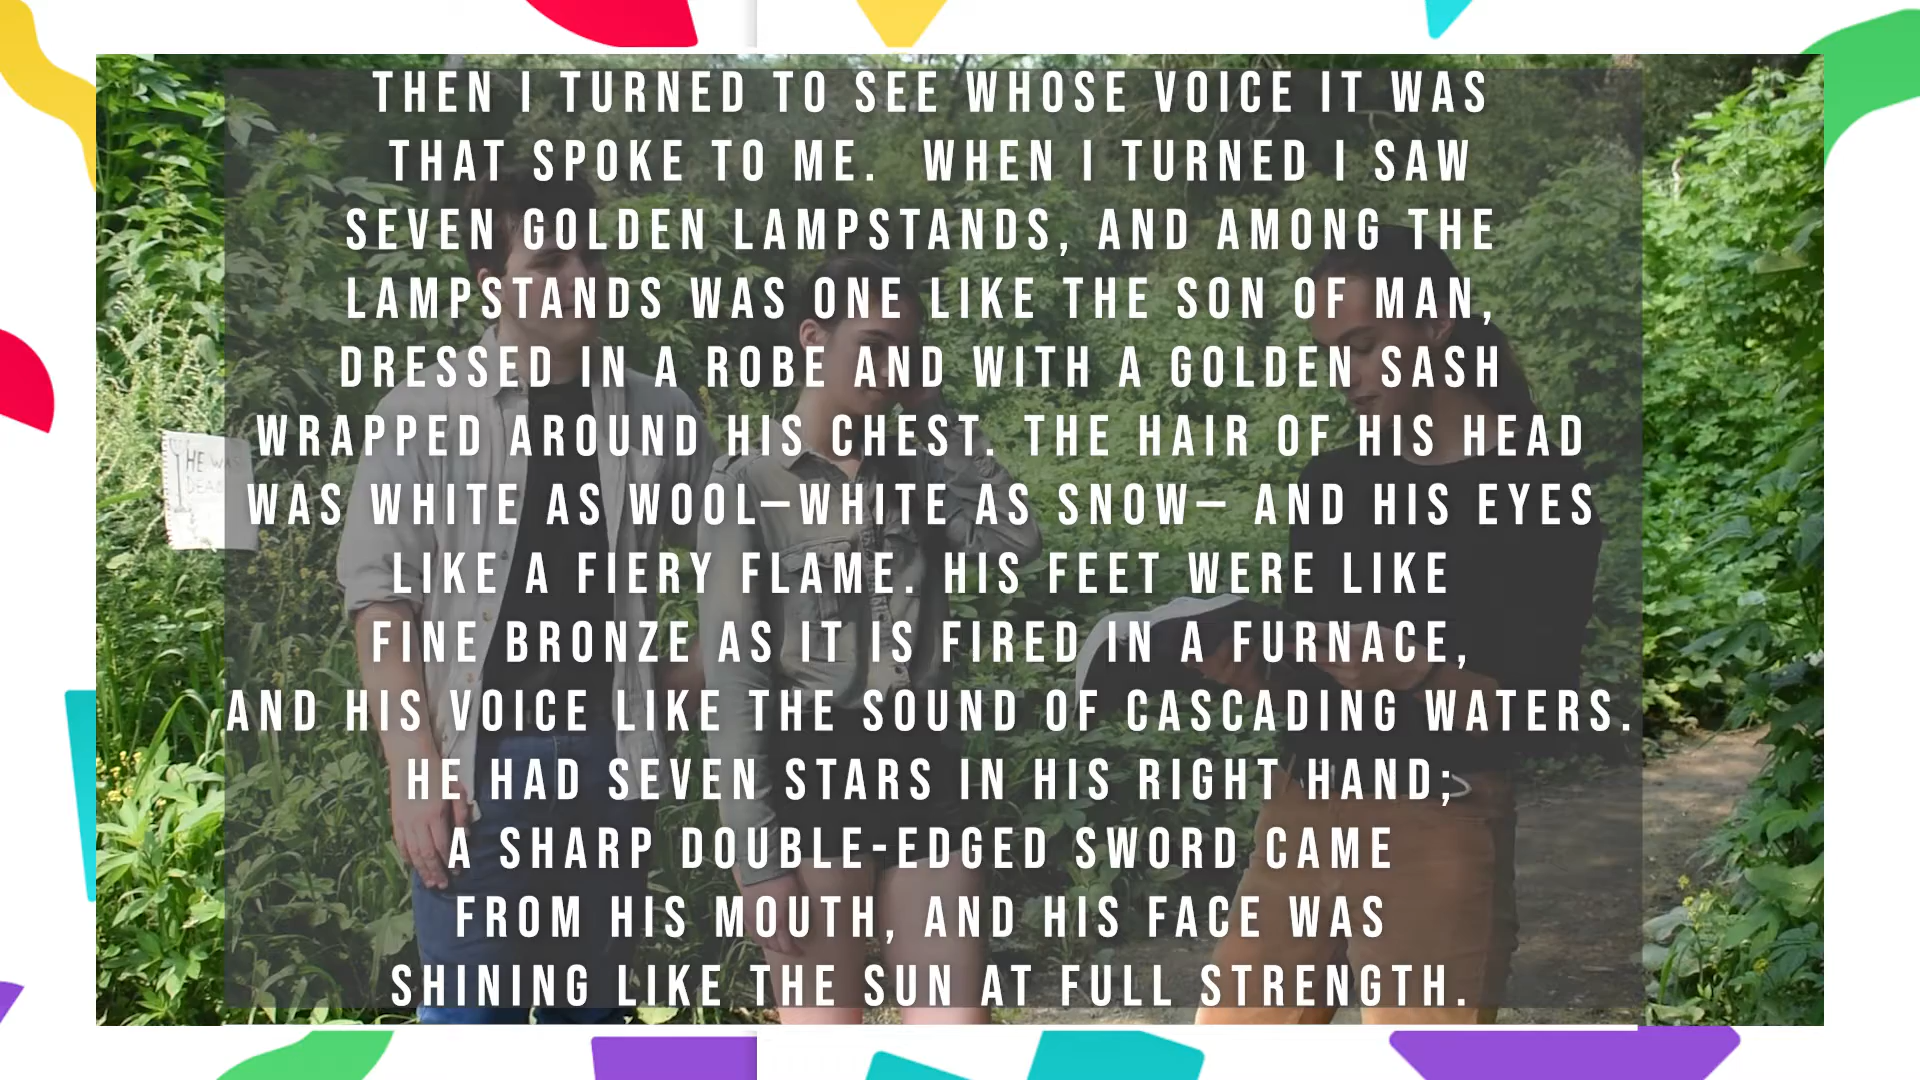 THEN I TURNED TO SEE WHOSE VOICE IT WAS
THAT SPOKE TO ME. WHEN I TURNED I SAW
SEVEN GOLDEN LAMPSTANDS, AND AMONG THE
LAMPSTANDS WAS ONE LIKE THE SON OF MAN,
DRESSED IN A ROBE AND WITH A GOLDEN SASH
WRAPPED AROUND HIS CHEST. THE HAIR OF HIS HEAD
WAS WHITE AS WOOL—WHITE AS SNOW— AND HIS EYES
LIKE A FIERY FLAME. HIS FEET WERE LIKE
FINE BRONZE AS IT IS FIRED IN A FURNACE,
AND HIS VOICE LIKE THE SOUND OF CASCADING WATERS.
HE HAD SEVEN STARS IN HIS RIGHT HAND;
A SHARP DOUBLE-EDGED SWORD CAME
FROM HIS MOUTH, AND HIS FACE WAS
SHINING LIKE THE SUN AT FULL STRENGTH.
HE WAS